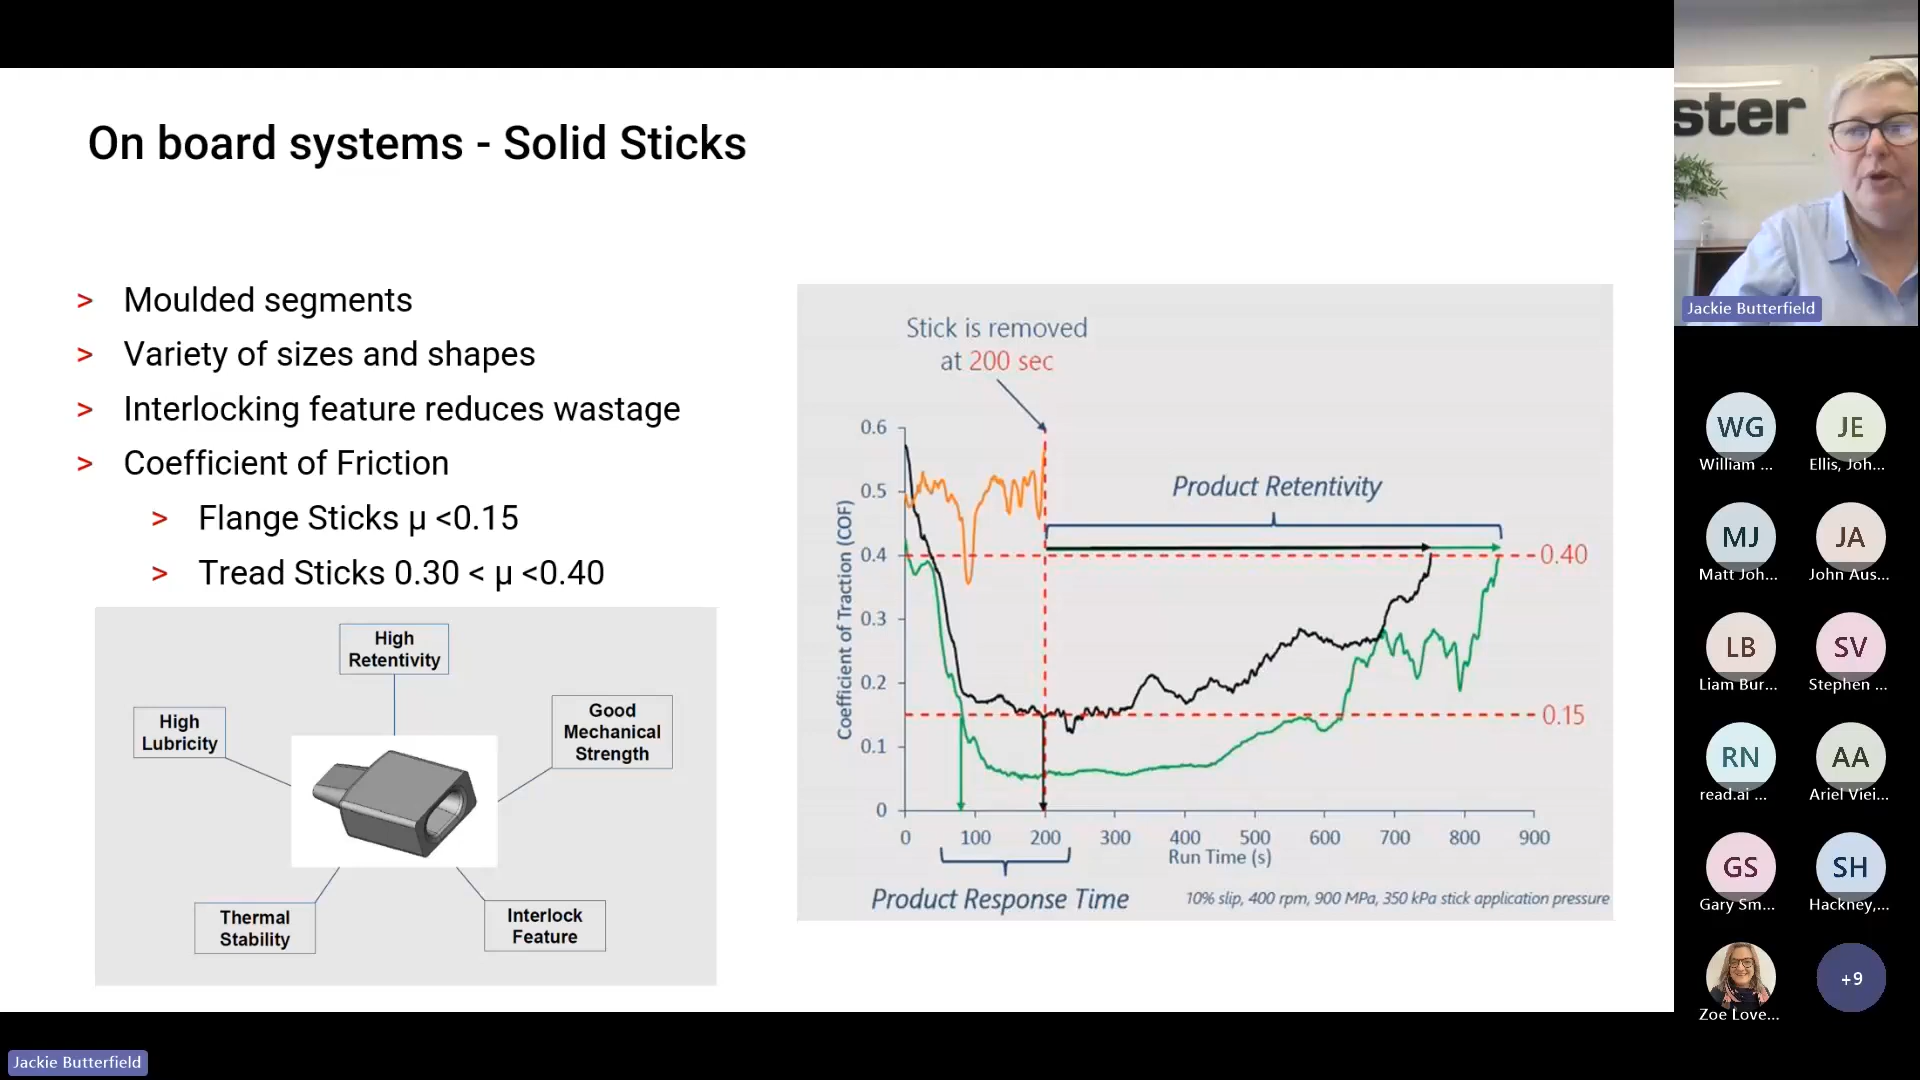 On board systems - Solid Sticks
> Moulded segments
> Variety of sizes and shapes
> Interlocking feature reduces wastage
> Coefficient of Friction
> Flange Sticks µ <0.15
> Tread Sticks 0.30 < µ <0.40
High
Retentivity
High
Lubricity
Good
Mechanical
Strength
Thermal
Stability
Interlock
Feature
Stick is removed
at 200 sec
Product Retentivity
Coefficient of Traction (COF)
0.6
0.5
0.4
0.3
0.2
0.1
0
0.40
0.15
0 100 200 300 400 500 600 700 800 900
Run Time (s)
Product Response Time
10% slip, 400 rpm, 900 MPa, 350 kPa stick application pressure
ster
Jackie Butterfield
WG
William ...
JE
Ellis, Joh...
MJ
Matt Joh...
JA
John Aus...
LB
Liam Bur...
SV
Stephen ...
RN
read.ai ...
AA
Ariel Viei...
GS
Gary Sm...
SH
Hackney,...
Zoe Love...
+9
Jackie Butterfield